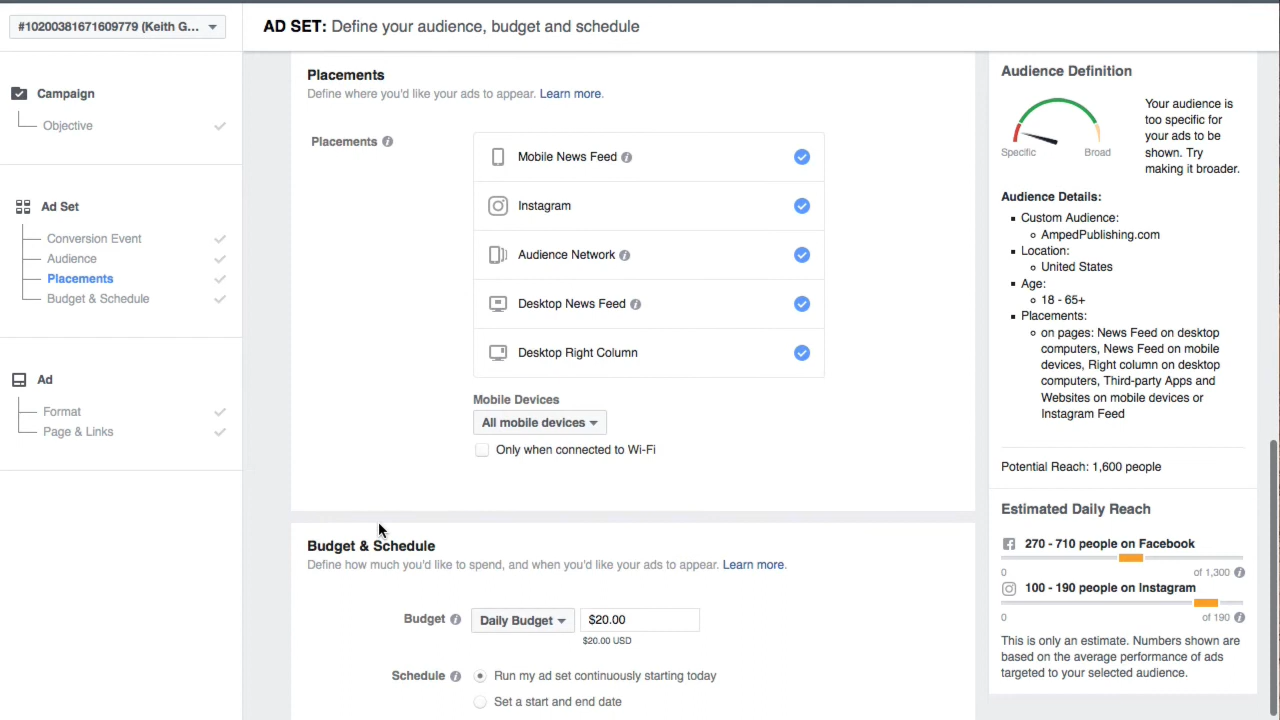 #10200381671609779 (Keith G...
AD SET: Define your audience, budget and schedule
Campaign
Objective
Ad Set
Conversion Event
Audience
Placements
Budget & Schedule
Ad
Format
Page & Links
Placements
Define where you'd like your ads to appear. Learn more.
Placements
Mobile News Feed
Instagram
Audience Network
Desktop News Feed
Desktop Right Column
Mobile Devices
All mobile devices
Only when connected to Wi-Fi
Budget & Schedule
Define how much you'd like to spend, and when you'd like your ads to appear. Learn more.
Budget
Daily Budget
$20.00
$20.00 USD
Schedule
Run my ad set continuously starting today
Set a start and end date
Audience Definition
Specific
Broad
Your audience is
too specific for
your ads to be
shown. Try
making it broader.
Audience Details:
Custom Audience:
AmpedPublishing.com
Location:
United States
Age:
18 - 65+
Placements:
on pages: News Feed on desktop
computers, News Feed on mobile
devices, Right column on desktop
computers, Third-party Apps and
Websites on mobile devices or
Instagram Feed
Potential Reach: 1,600 people
Estimated Daily Reach
270 - 710 people on Facebook
0
of 1,300
100 - 190 people on Instagram
0
of 190
This is only an estimate. Numbers shown are
based on the average performance of ads
targeted to your selected audience.